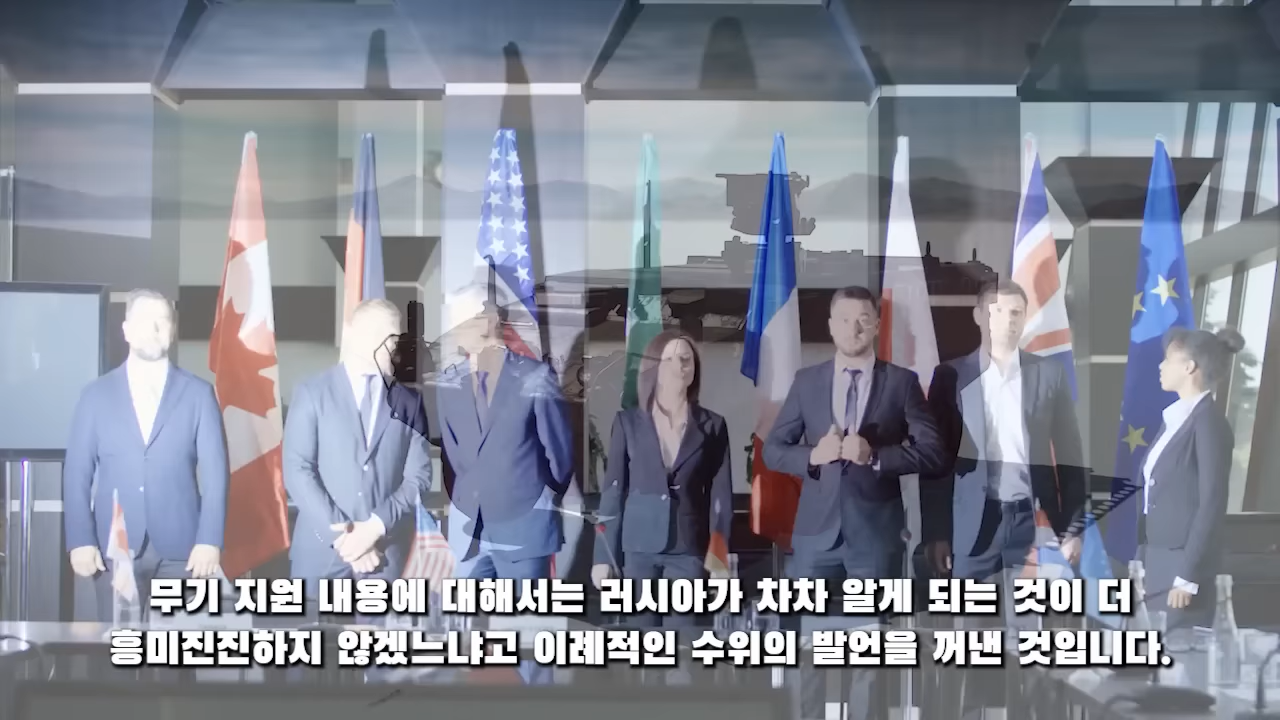 무기 지원 내용에 대해서는 러시아가 차차 알게 되는 것이 더
흥미진진하지 않겠느냐고 이례적인 수위의 발언을 꺼낸 것입니다.